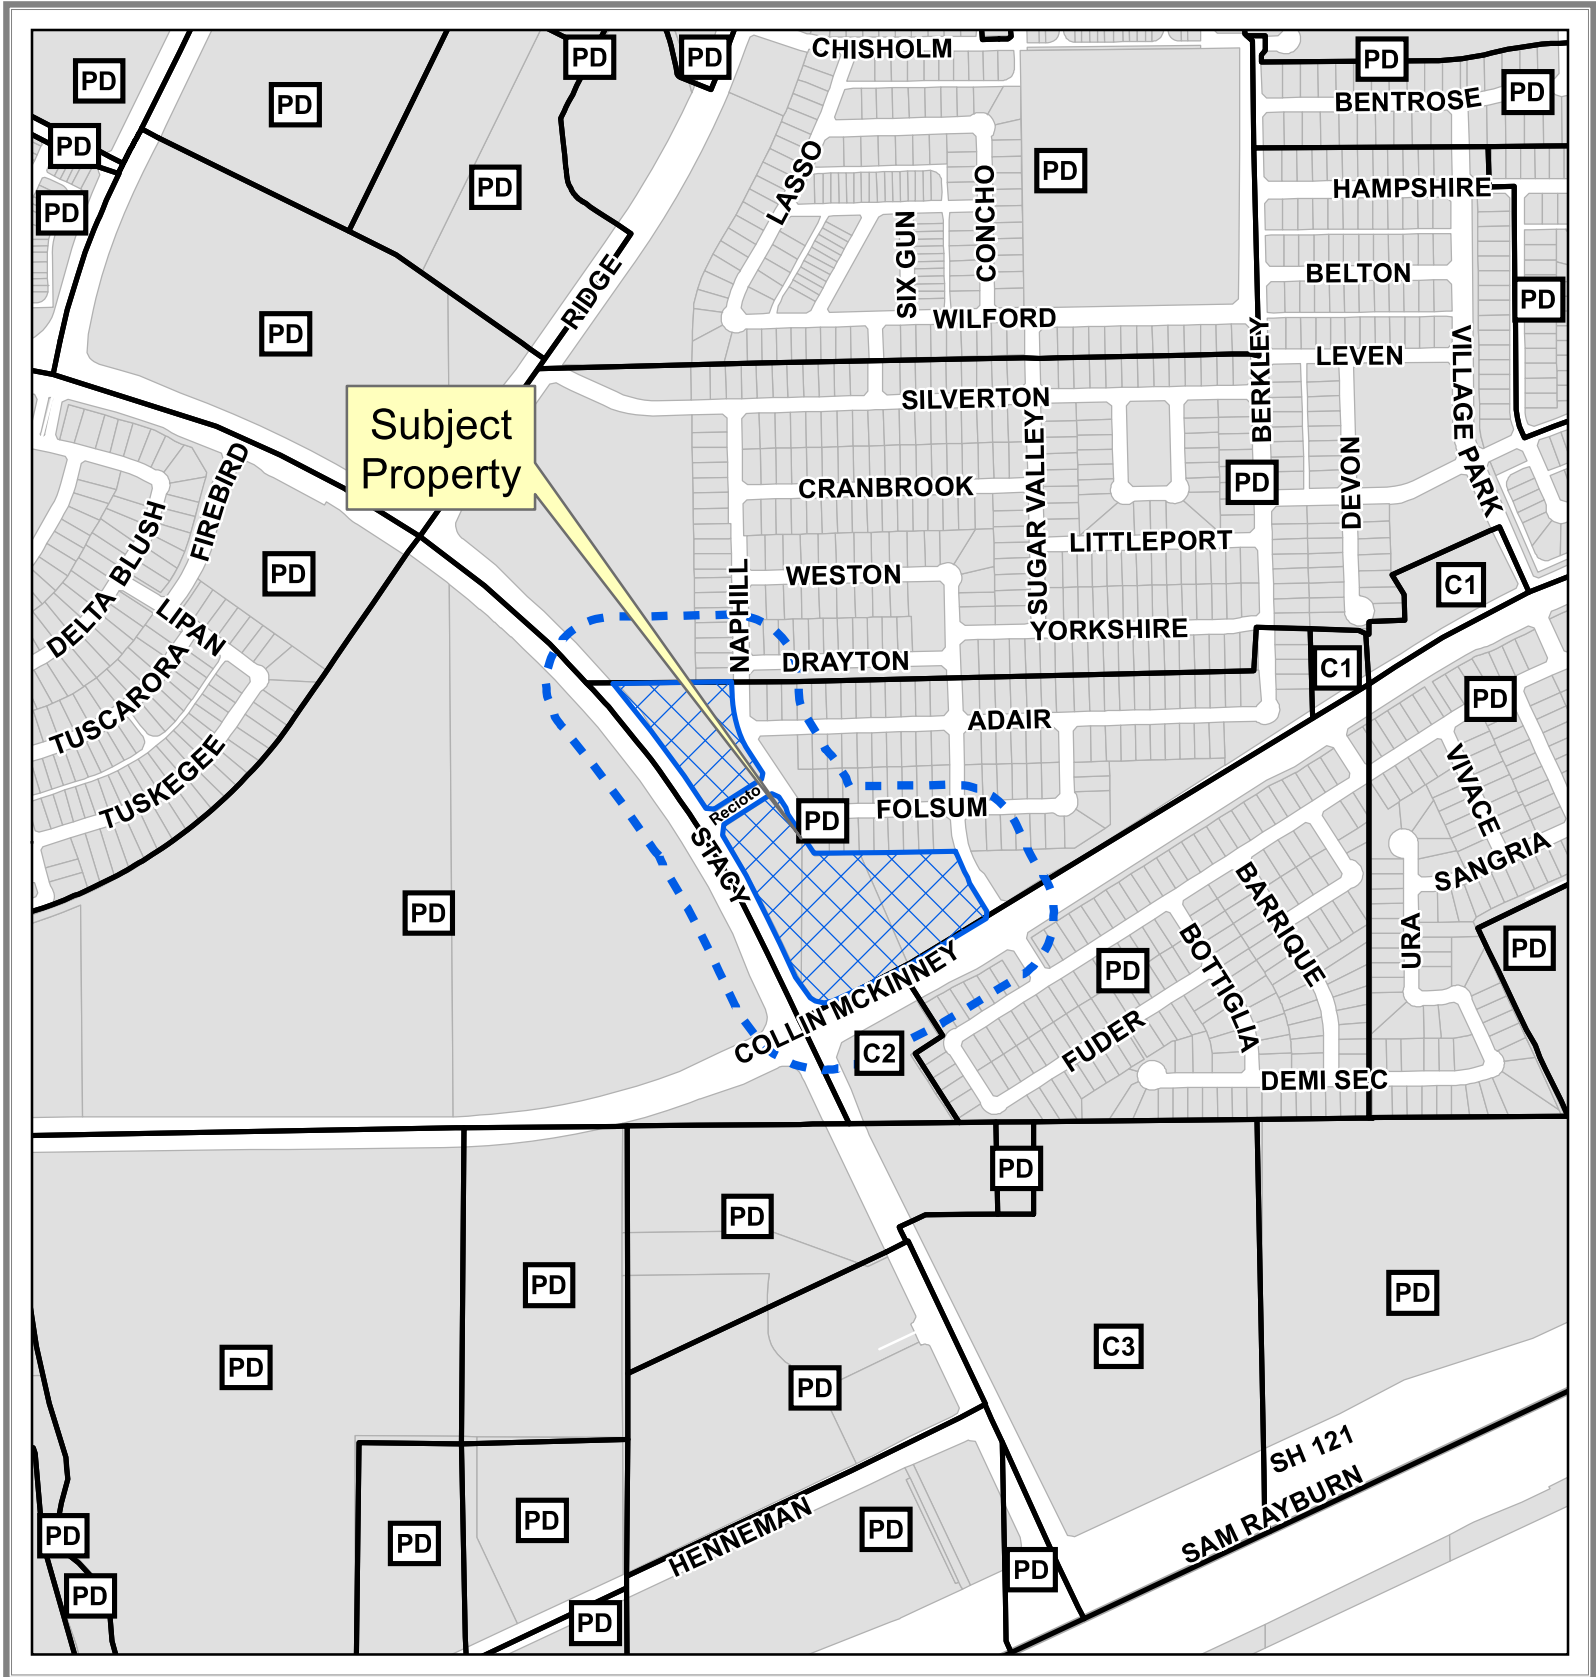 CHISHOLM
PD
PD
PD
PD
PD
BENTROSE
PD
PD
PD
PD
LASSO
CONCHO
PD
HAMPSHIRE
PD
SIX GUN
RIDGE
BELTON
PD
PD
WILFORD
BERKLEY
LEVEN
VILLAGE PARK
Subject
Property
SILVERTON
SUGAR VALLEY
FIREBIRD
CRANBROOK
PD
DEVON
DELTA BLUSH
LITTLEPORT
PD
LIPAN
NAPHILL
WESTON
C1
YORKSHIRE
TUSCARORA
DRAYTON
C1
PD
TUSKEGEE
ADAIR
VIVACE
Recioto
STACY
PD
FOLSUM
SANGRIA
PD
BARRIQUE
URA
BOTTIGLIA
PD
PD
COLLIN MCKINNEY
C2
FUDER
DEMI SEC
PD
PD
PD
PD
C3
PD
PD
SH 121
SAM RAYBURN
PD
PD
PD
HENNEMAN
PD
PD
PD
PD